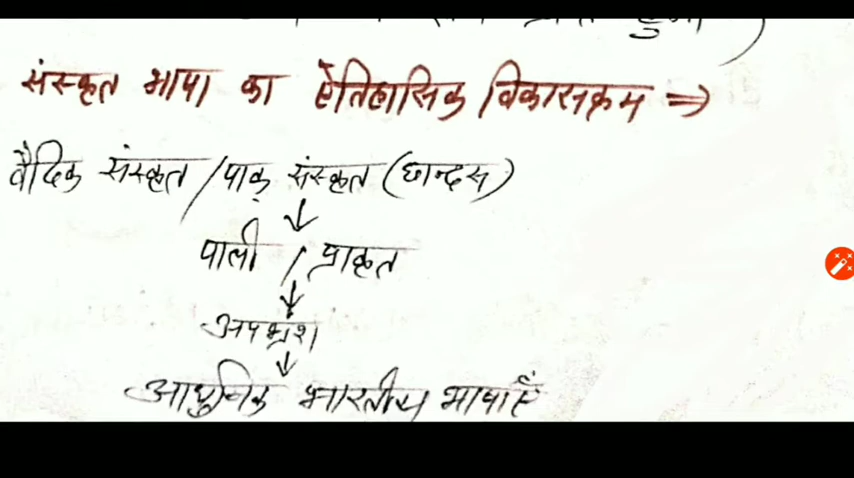 संस्कृत भाषा का ऐतिहासिक विकासक्रम ⇒
वैदिक संस्कृत / पाक् संस्कृत (छान्दस)
↓
पाली / प्राकृत
↓
अपभ्रंश
↓
आधुनिक भारतीय भाषाएँ